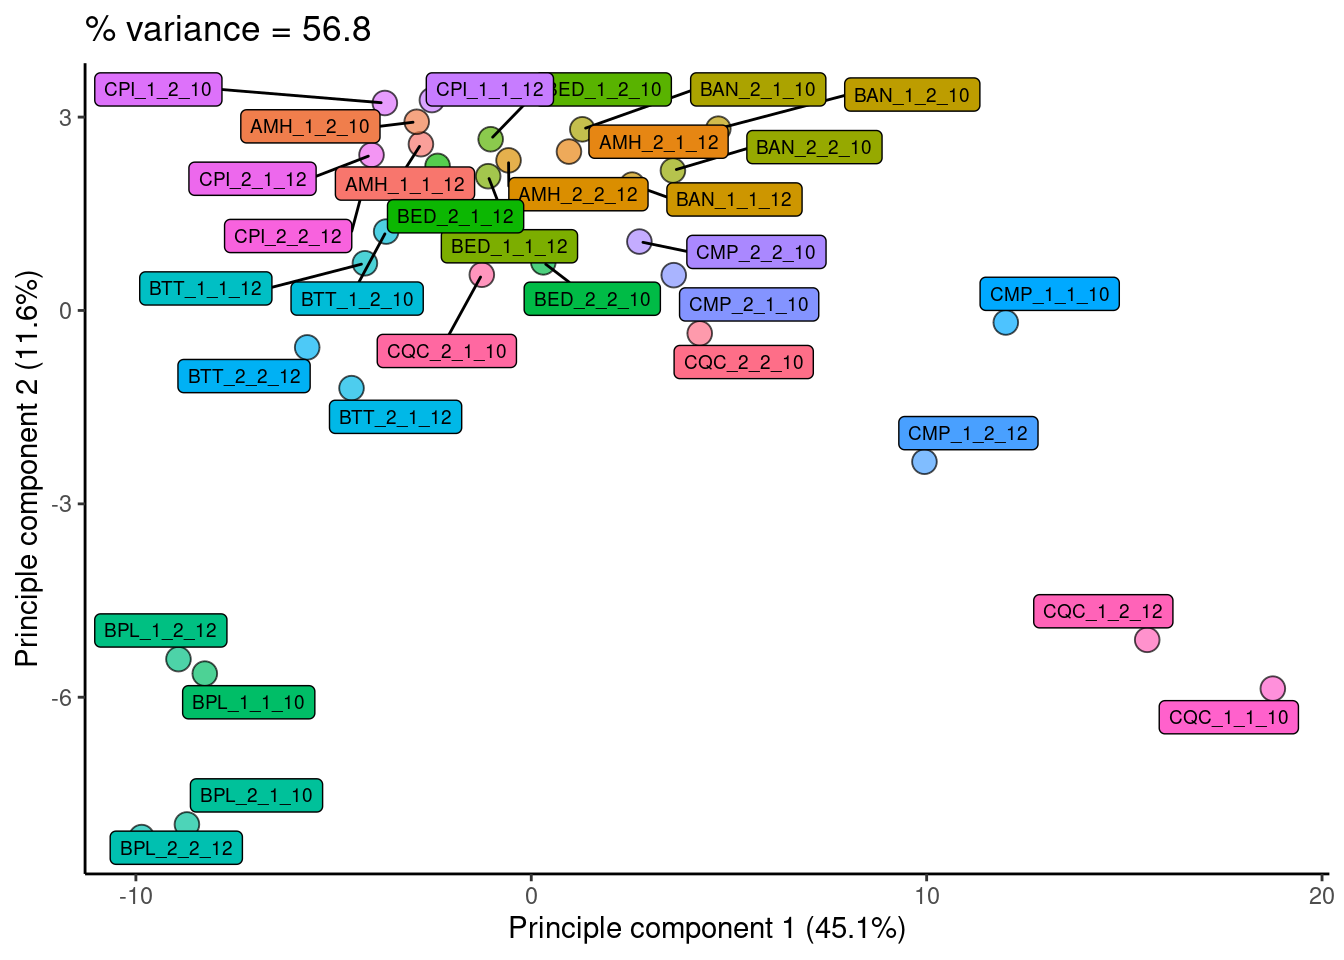 % variance = 56.8
CPI_1_2_10
CPI_1_1_12
BED_1_2_10
BAN_2_1_10
BAN_1_2_10
AMH_1_2_10
AMH_2_1_12
BAN_2_2_10
CPI_2_1_12
AMH_1_1_12
AMH_2_2_12
BAN_1_1_12
BED_2_1_12
CPI_2_2_12
BED_1_1_12
CMP_2_2_10
BTT_1_1_12
BTT_1_2_10
BED_2_2_10
CMP_2_1_10
CMP_1_1_10
CQC_2_1_10
CQC_2_2_10
BTT_2_2_12
BTT_2_1_12
CMP_1_2_12
CQC_1_2_12
BPL_1_2_12
BPL_1_1_10
CQC_1_1_10
BPL_2_1_10
BPL_2_2_12
3
0
-3
-6
Principle component 2 (11.6%)
-10
0
10
20
Principle component 1 (45.1%)